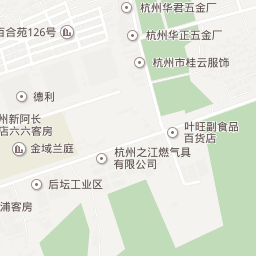 杭州华君五金厂
百合苑126号
杭州华正五金厂
杭州市桂云服饰
德利
州新阿长
店六六客房
叶旺副食品
百货店
金域兰庭
杭州之江燃气具
有限公司
后坛工业区
浦客房